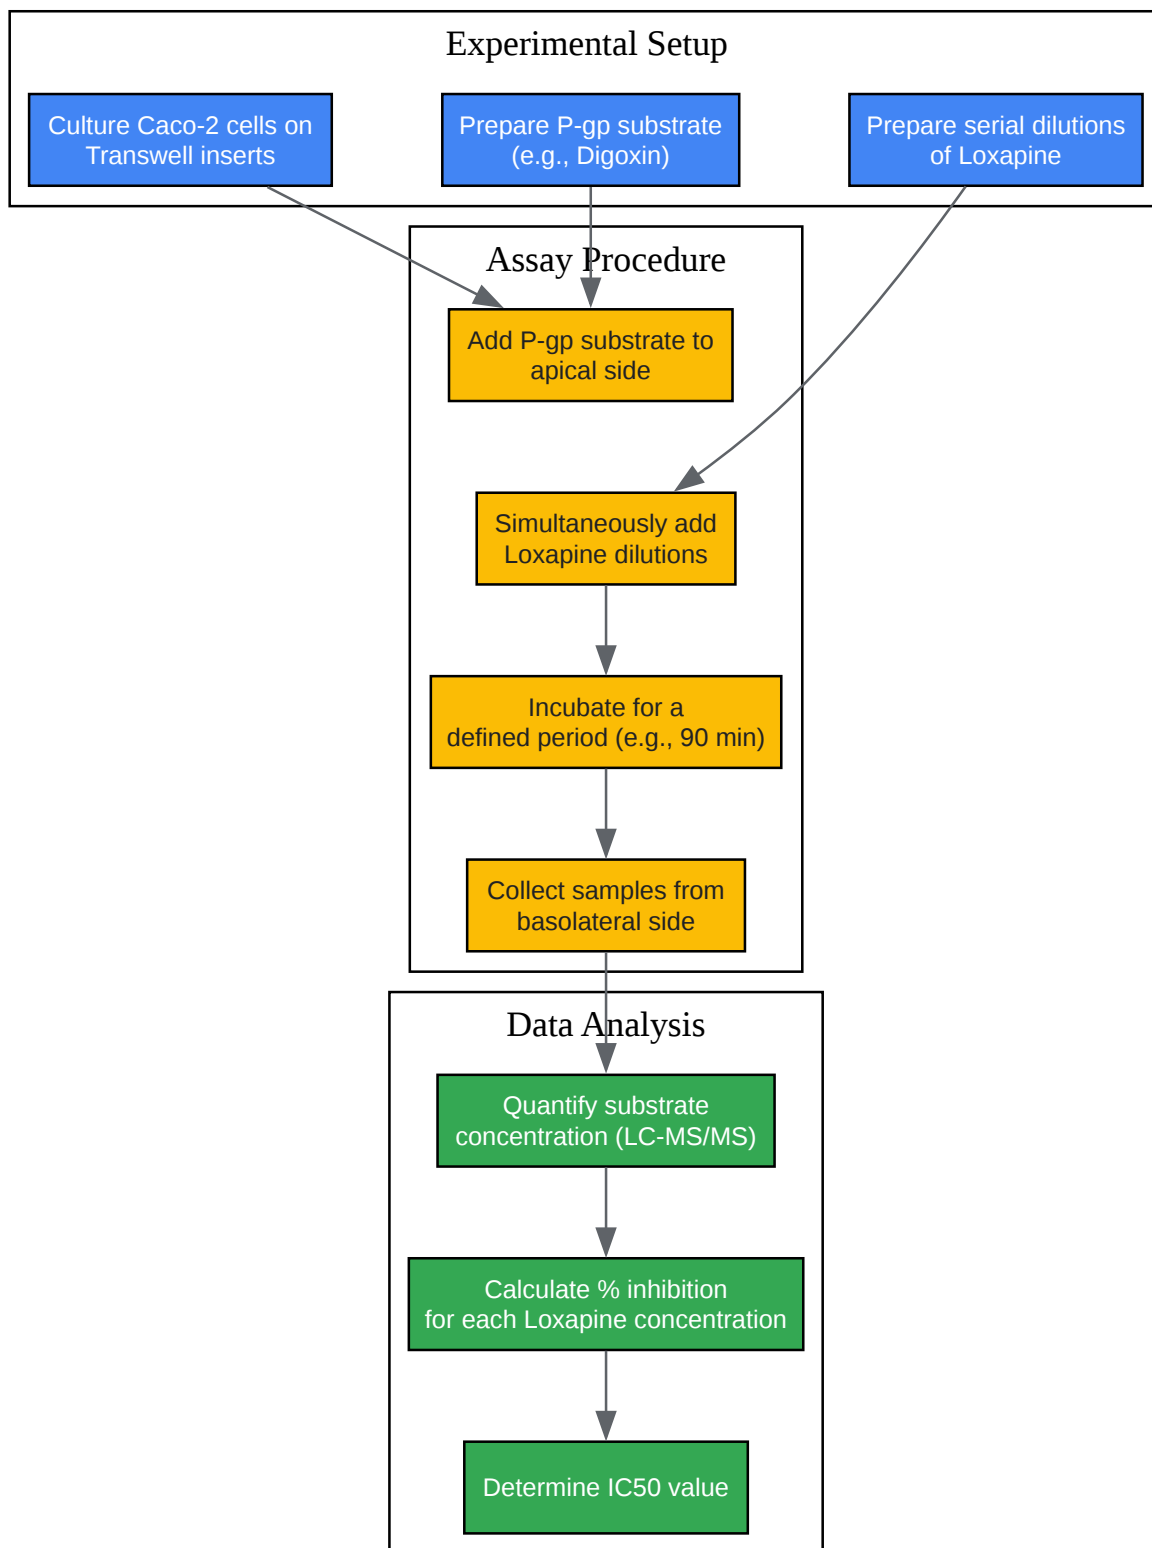 Experimental Setup
Culture Caco-2 cells on
Transwell inserts
Prepare P-gp substrate
(e.g., Digoxin)
Prepare serial dilutions
of Loxapine
Assay Procedure
Add P-gp substrate to
apical side
Simultaneously add
Loxapine dilutions
Incubate for a
defined period (e.g., 90 min)
Collect samples from
basolateral side
Data Analysis
Quantify substrate
concentration (LC-MS/MS)
Calculate % inhibition
for each Loxapine concentration
Determine IC50 value